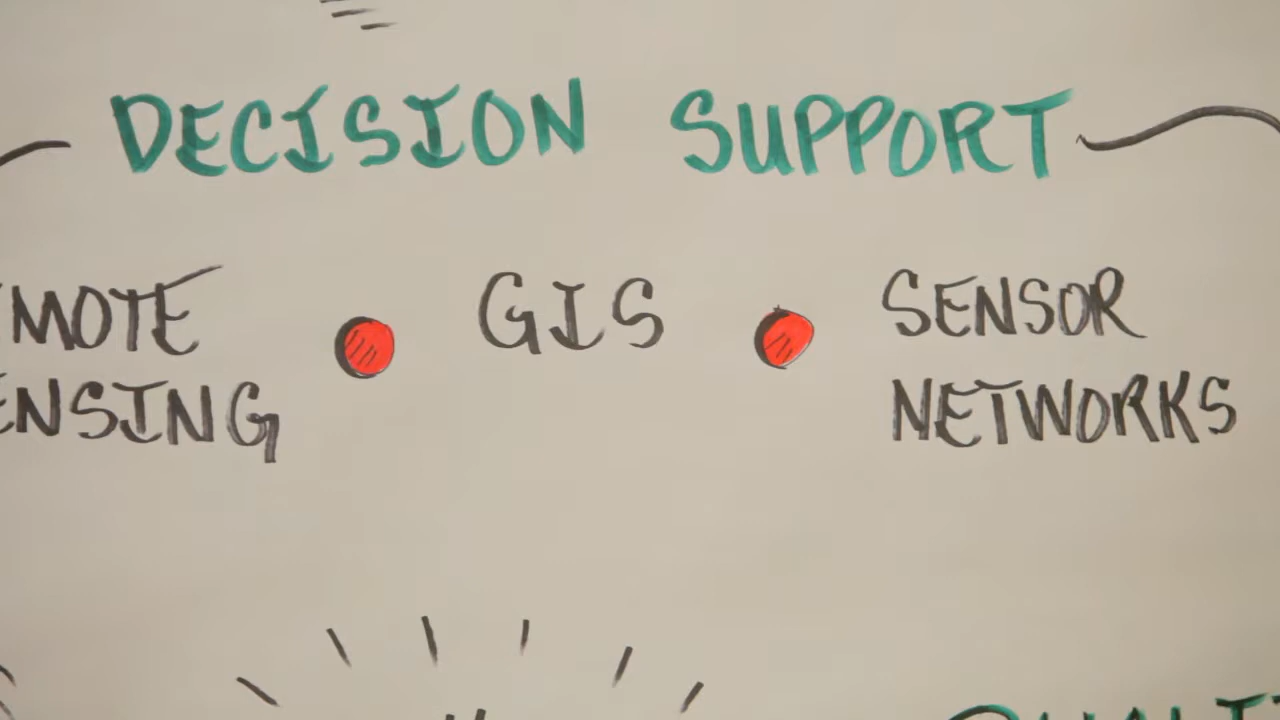 DECISION SUPPORT
MOTE
ENSING
GIS
SENSOR
NETWORKS